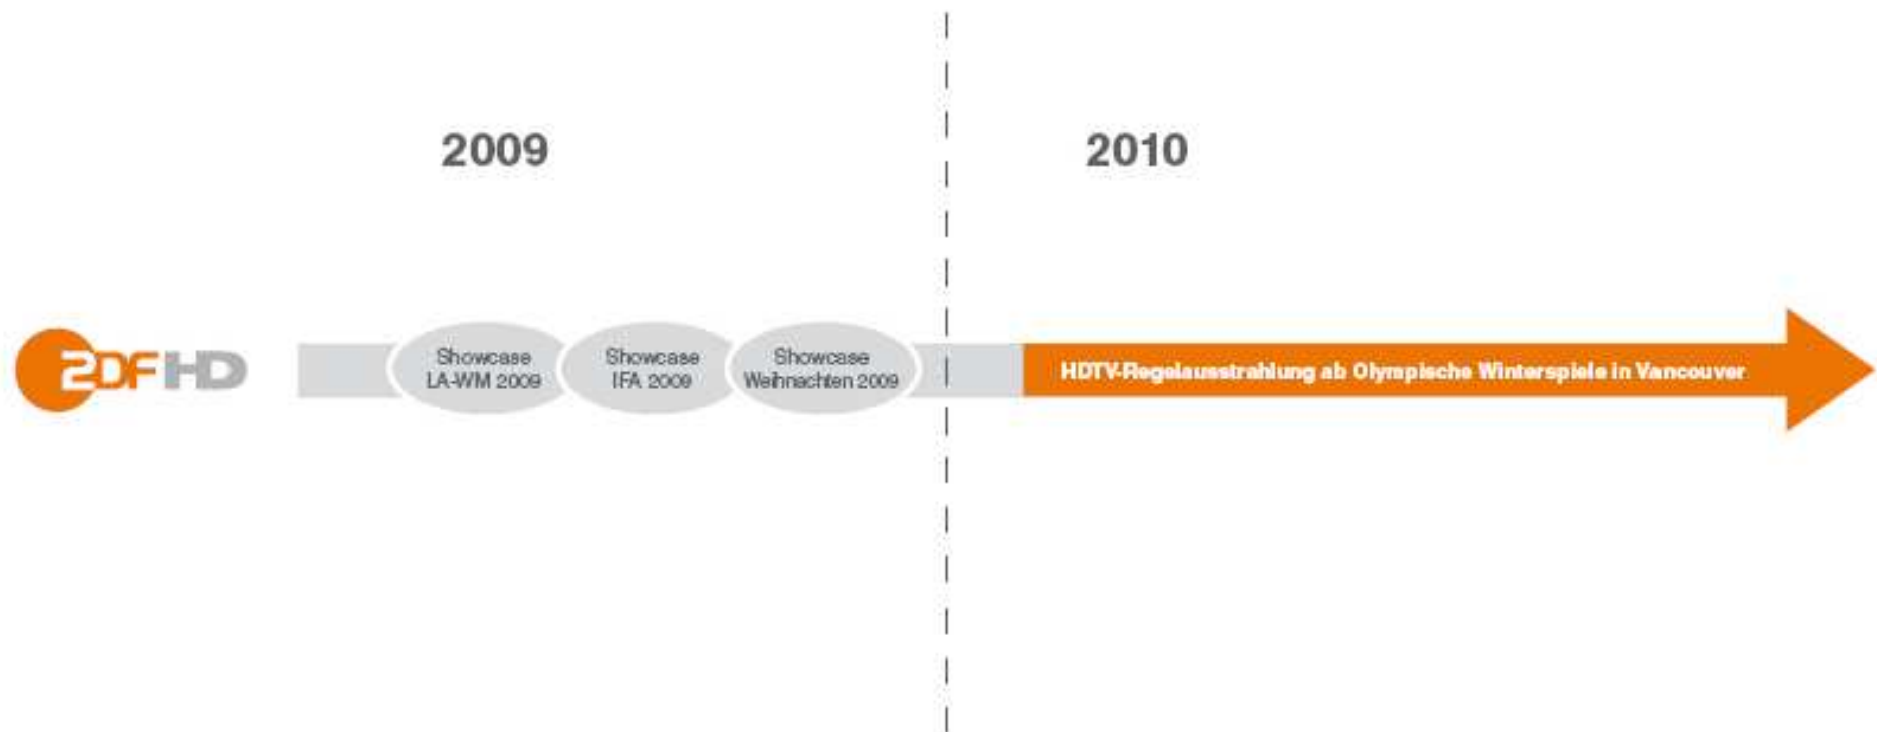 2009
2010
ZDF HD
Showcase
LA-WM 2009
Showcase
IFA 2009
Showcase
Weihnachten 2009
HDTV-Regelausstrahlung ab Olympische Winterspiele in Vancouver